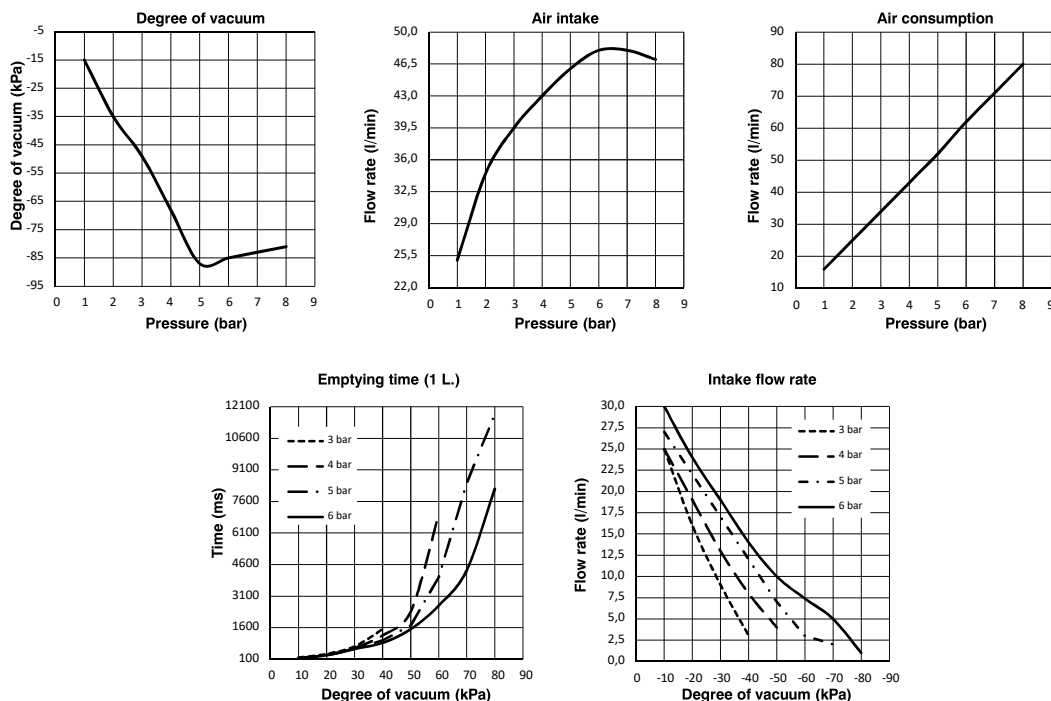 Degree of vacuum
Degree of vacuum (kPa)
-5
-15
-25
-35
-45
-55
-65
-75
-85
-95
0 1 2 3 4 5 6 7 8 9
Pressure (bar)
Air intake
Flow rate (l/min)
50,0
46,5
43,0
39,5
36,0
32,5
29,0
25,5
22,0
0 1 2 3 4 5 6 7 8 9
Pressure (bar)
Air consumption
Flow rate (l/min)
90
80
70
60
50
40
30
20
10
0 1 2 3 4 5 6 7 8 9
Pressure (bar)
Emptying time (1 L.)
Time (ms)
12100
10600
9100
7600
6100
4600
3100
1600
100
3 bar
4 bar
5 bar
6 bar
0 10 20 30 40 50 60 70 80 90
Degree of vacuum (kPa)
Intake flow rate
Flow rate (l/min)
30,0
27,5
25,0
22,5
20,0
17,5
15,0
12,5
10,0
7,5
5,0
2,5
0,0
3 bar
4 bar
5 bar
6 bar
0 -10 -20 -30 -40 -50 -60 -70 -80 -90
Degree of vacuum (kPa)